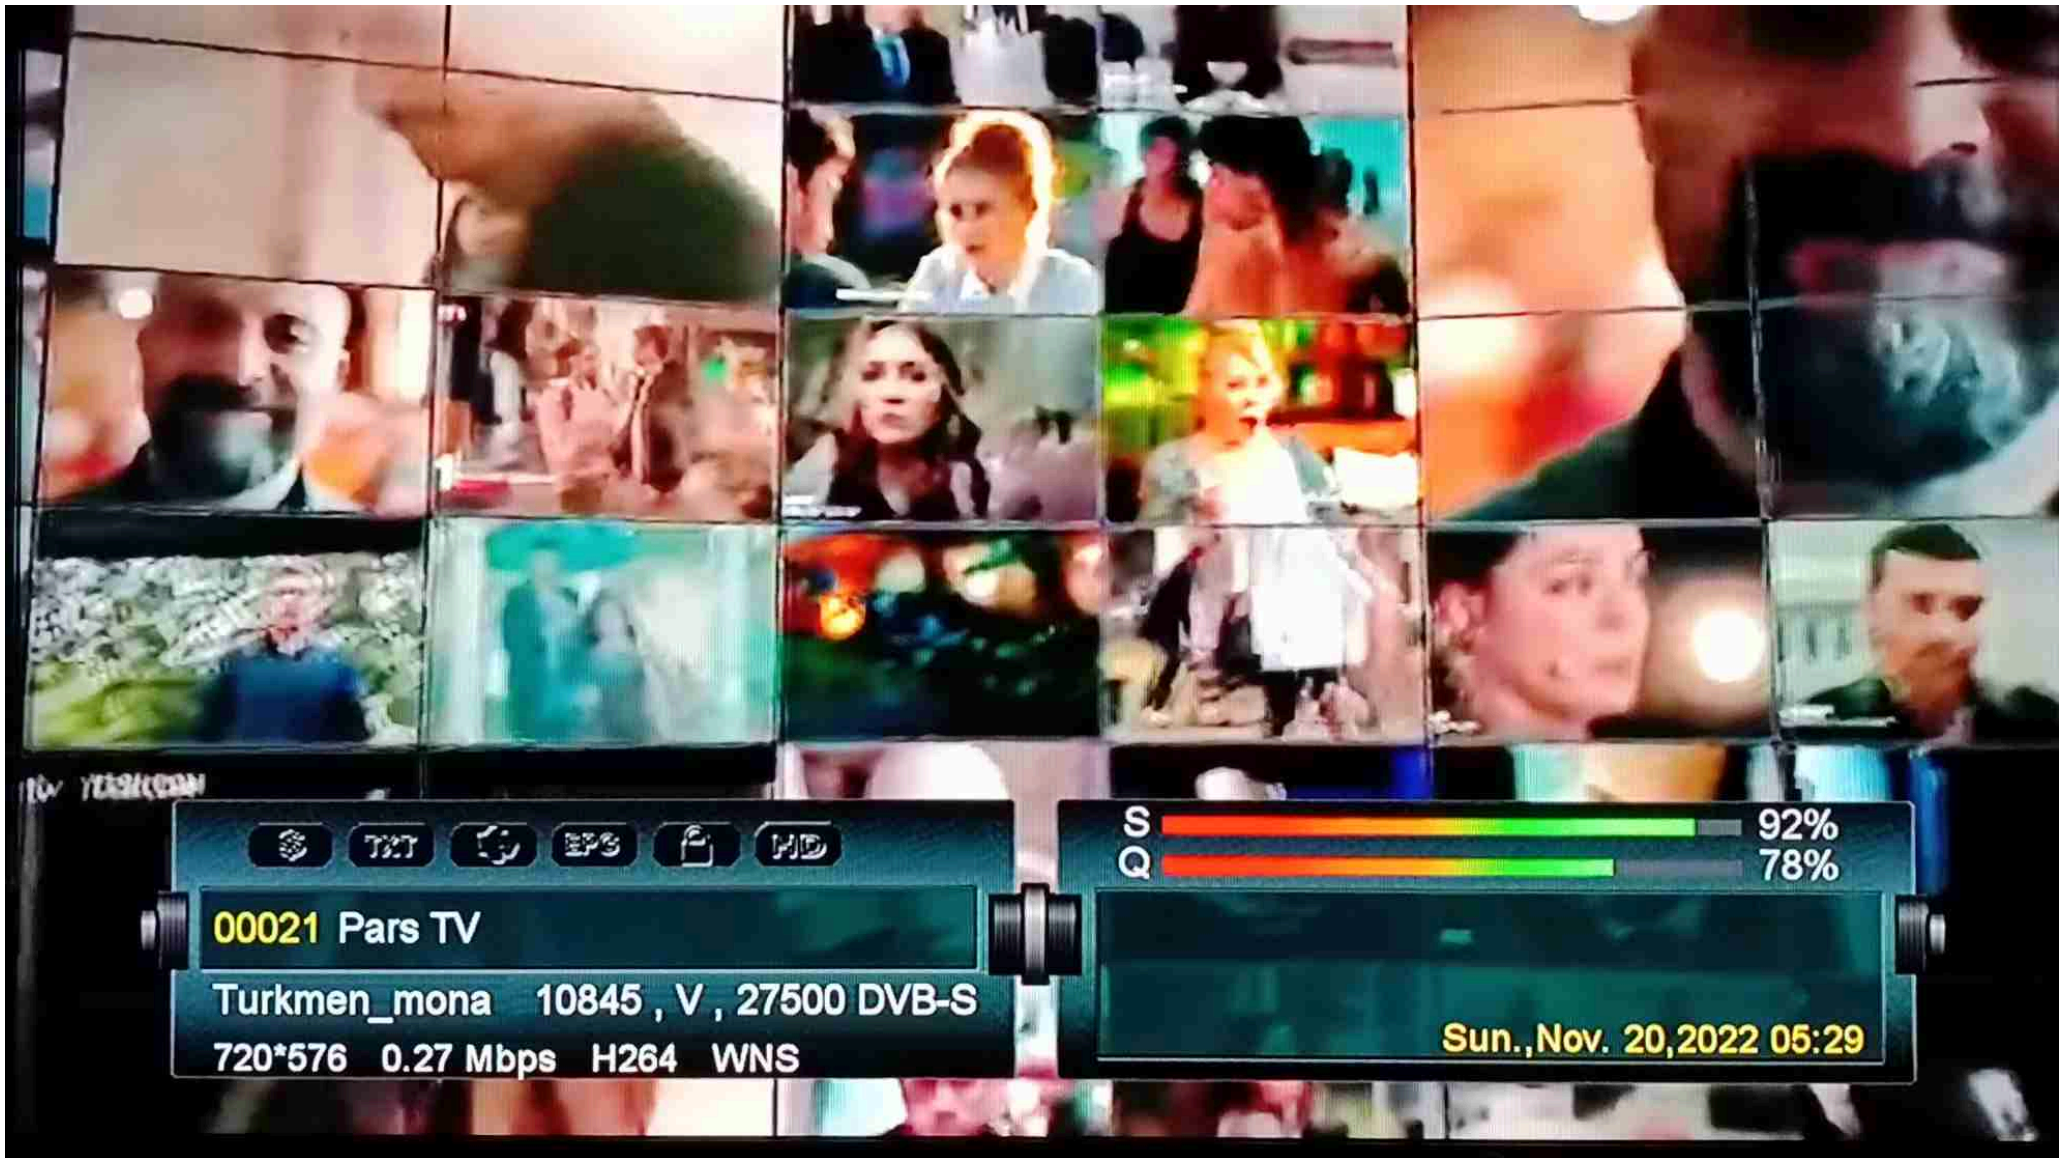 TXT
EPG
HD
S 92%
Q 78%
00021 Pars TV
Turkmen_mona 10845 , V , 27500 DVB-S
720*576 0.27 Mbps H264 WNS
Sun.,Nov. 20,2022 05:29